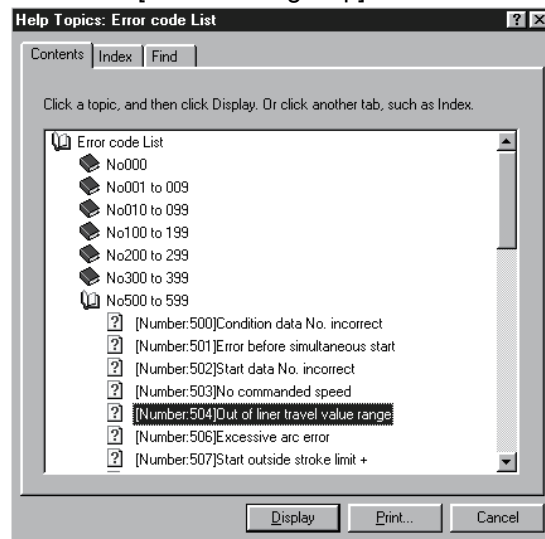 Help Topics: Error code List
Contents Index Find
Click a topic, and then click Display. Or click another tab, such as Index.
Error code List
No000
No001 to 009
No010 to 099
No100 to 199
No200 to 299
No300 to 399
No500 to 599
[Number:500]Condition data No. incorrect
[Number:501]Error before simultaneous start
[Number:502]Start data No. incorrect
[Number:503]No commanded speed
[Number:504]Out of liner travel value range
[Number:506]Excessive arc error
[Number:507]Start outside stroke limit +
Display Print... Cancel